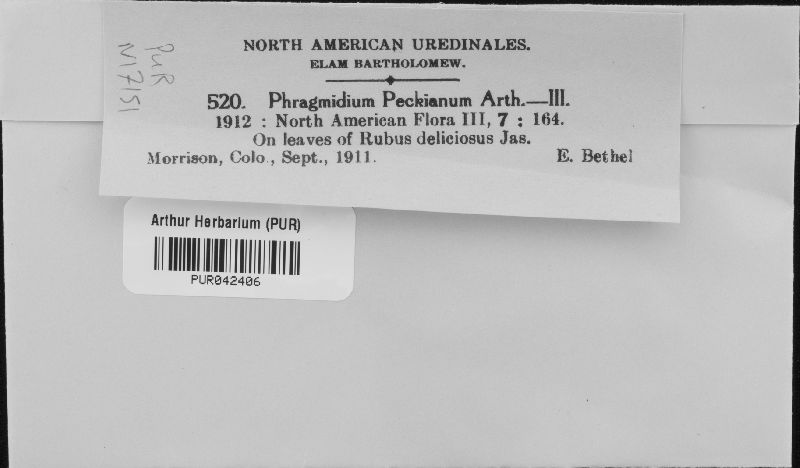 NORTH AMERICAN UREDINALES.
ELAM BARTHOLOMEW.
520. Phragmidium Peckianum Arth.—III.
1912 : North American Flora III, 7 : 164.
On leaves of Rubus deliciosus Jas.
Morrison, Colo., Sept., 1911. E. Bethel
PUR
N17151
Arthur Herbarium (PUR)
PUR042406